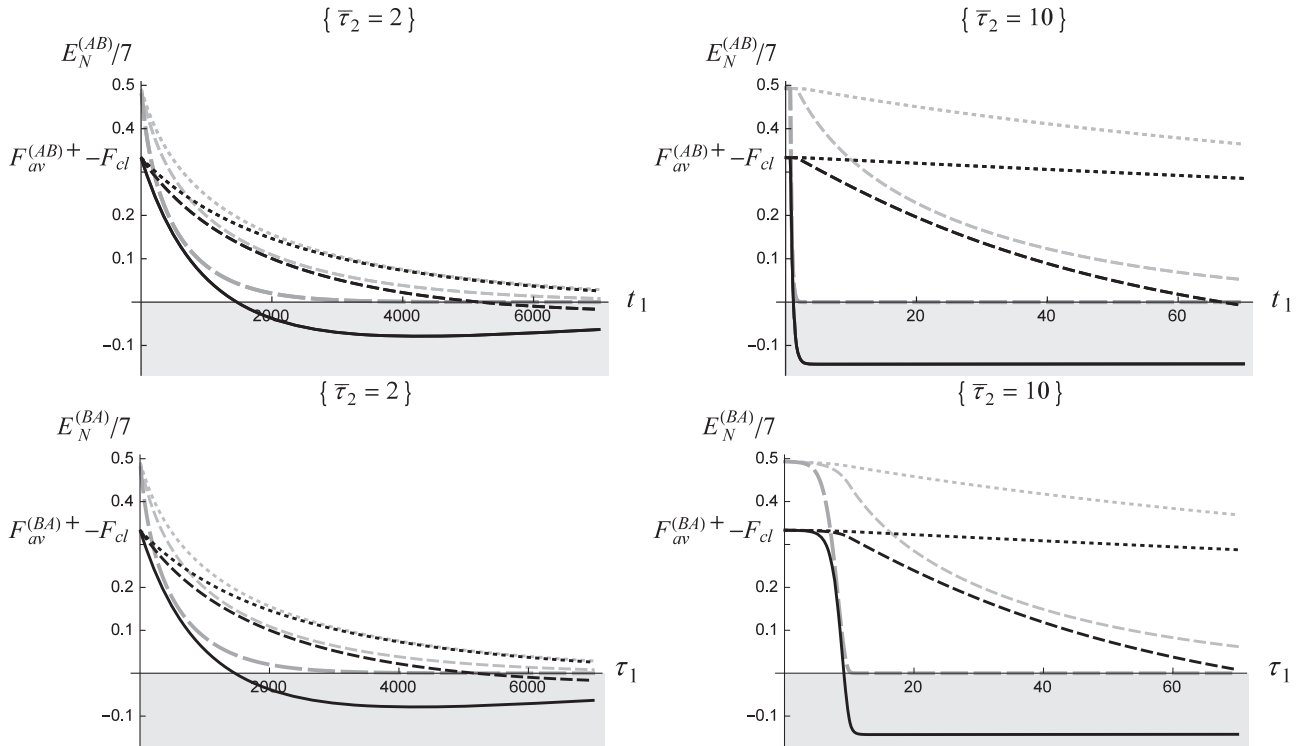 { τ̅₂ = 2 }
E_N^(AB)/7
0.5
0.4
F_av^(AB)+ −F_cl
0.2
0.1
−0.1
2000 4000 6000
t₁
{ τ̅₂ = 10 }
E_N^(AB)/7
0.5
0.4
F_av^(AB)+ −F_cl
0.2
0.1
−0.1
20 40 60
t₁
{ τ̅₂ = 2 }
E_N^(BA)/7
0.5
0.4
F_av^(BA)+ −F_cl
0.2
0.1
−0.1
2000 4000 6000
τ₁
{ τ̅₂ = 10 }
E_N^(BA)/7
0.5
0.4
F_av^(BA)+ −F_cl
0.2
0.1
−0.1
20 40 60
τ₁